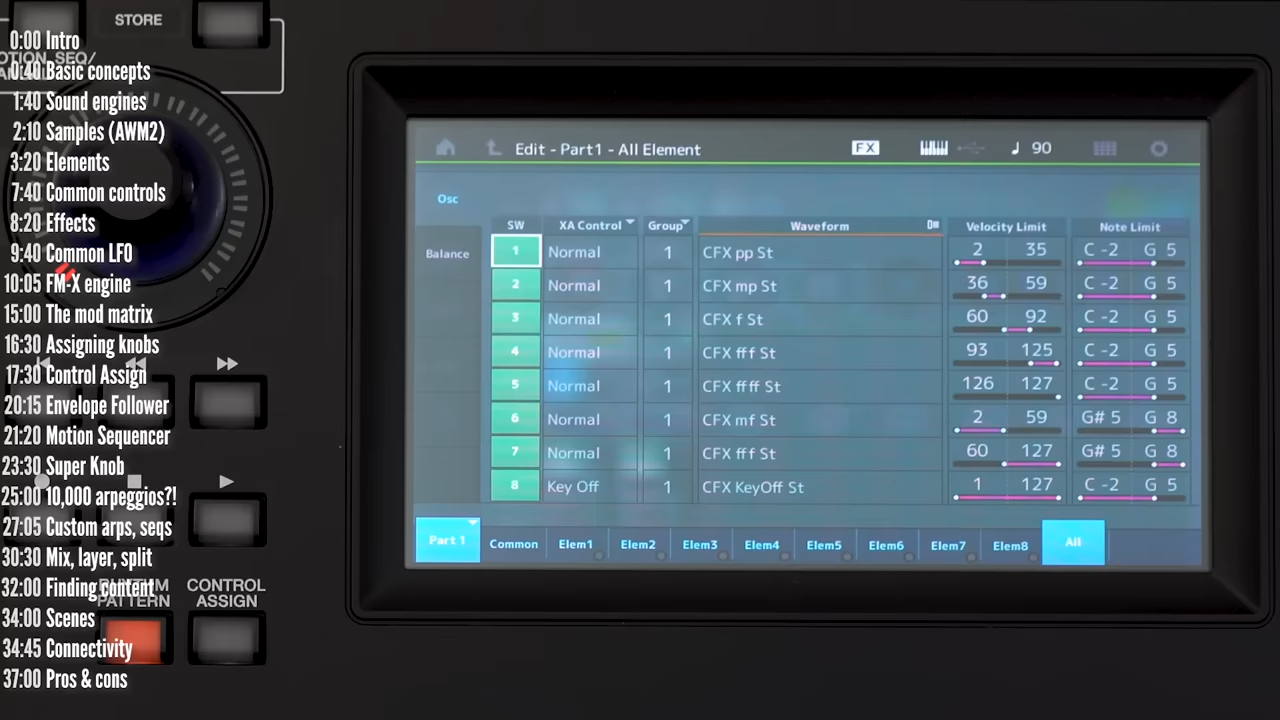 STORE
OTION SEQ/
0:00 Intro
0:40 Basic concepts
1:40 Sound engines
2:10 Samples (AWM2)
3:20 Elements
7:40 Common controls
8:20 Effects
9:40 Common LFO
10:05 FM-X engine
15:00 The mod matrix
16:30 Assigning knobs
17:30 Control Assign
20:15 Envelope Follower
21:20 Motion Sequencer
23:30 Super Knob
25:00 10,000 arpeggios?!
27:05 Custom arps, seqs
30:30 Mix, layer, split
32:00 Finding content
34:00 Scenes
34:45 Connectivity
37:00 Pros & cons
RHYTHM
PATTERN
CONTROL
ASSIGN
Edit - Part1 - All Element FX 90
Osc
Balance
SW XA Control Group Waveform Velocity Limit Note Limit
1 Normal 1 CFX pp St 2 35 C -2 G 5
2 Normal 1 CFX mp St 36 59 C -2 G 5
3 Normal 1 CFX f St 60 92 C -2 G 5
4 Normal 1 CFX fff St 93 125 C -2 G 5
5 Normal 1 CFX ffff St 126 127 C -2 G 5
6 Normal 1 CFX mf St 2 59 G# 5 G 8
7 Normal 1 CFX fff St 60 127 G# 5 G 8
8 Key Off 1 CFX KeyOff St 1 127 C -2 G 5
Part 1 Common Elem1 Elem2 Elem3 Elem4 Elem5 Elem6 Elem7 Elem8 All